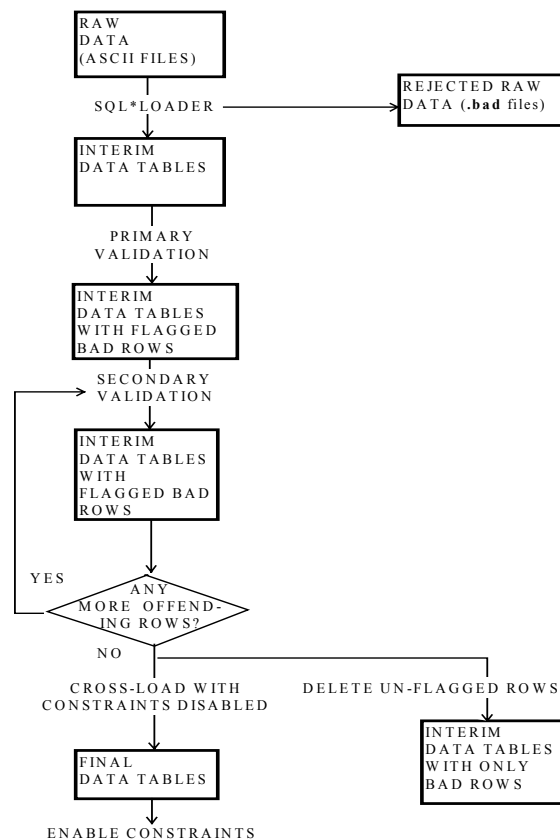 RAW
DATA
(ASCII FILES)
SQL*LOADER
REJECTED RAW
DATA (.bad files)
INTERIM
DATA TABLES
PRIMARY
VALIDATION
INTERIM
DATA TABLES
WITH FLAGGED
BAD ROWS
SECONDARY
VALIDATION
INTERIM
DATA TABLES
WITH
FLAGGED BAD
ROWS
YES
ANY
MORE OFFEND-
ING ROWS?
NO
CROSS-LOAD WITH
CONSTRAINTS DISABLED
DELETE UN-FLAGGED ROWS
FINAL
DATA TABLES
INTERIM
DATA TABLES
WITH ONLY
BAD ROWS
ENABLE CONSTRAINTS